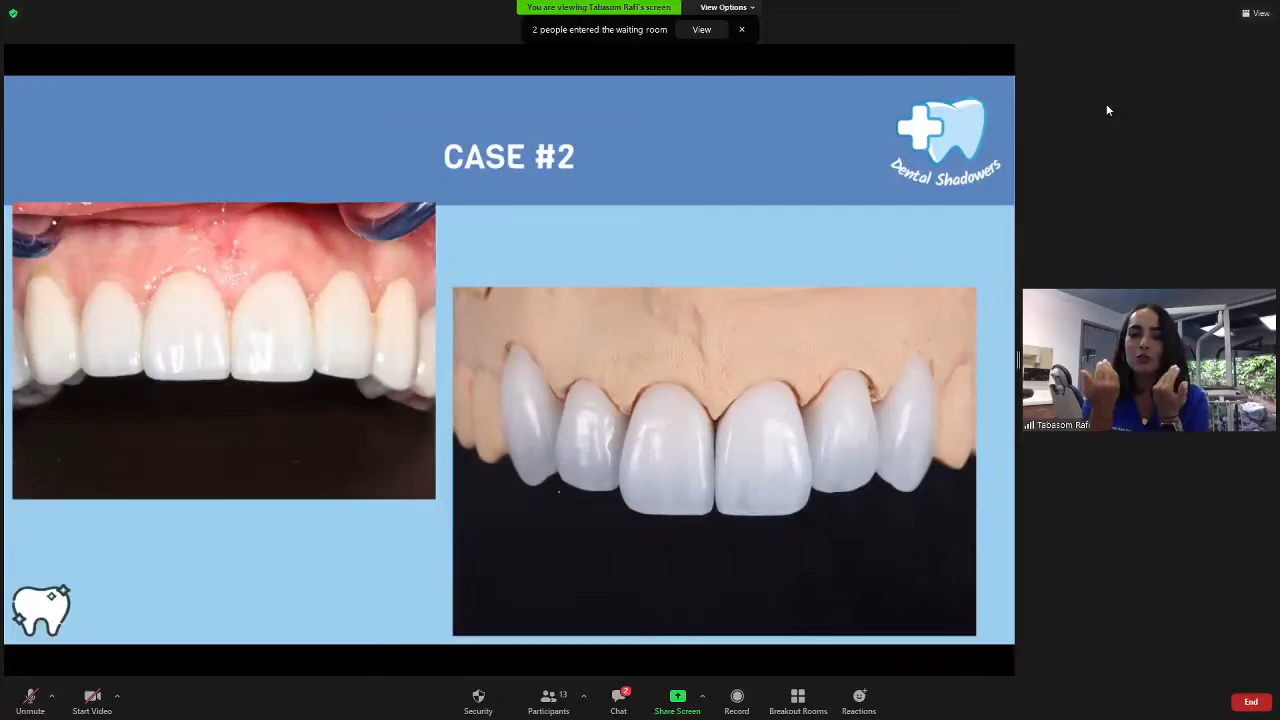 You are viewing Tabasom Rafi's screen
View Options
View
2 people entered the waiting room
View
CASE #2
Dental Shadowers
Tabasom Rafi
Unmute
Start Video
Security
13
Participants
2
Chat
Share Screen
Record
Breakout Rooms
Reactions
End